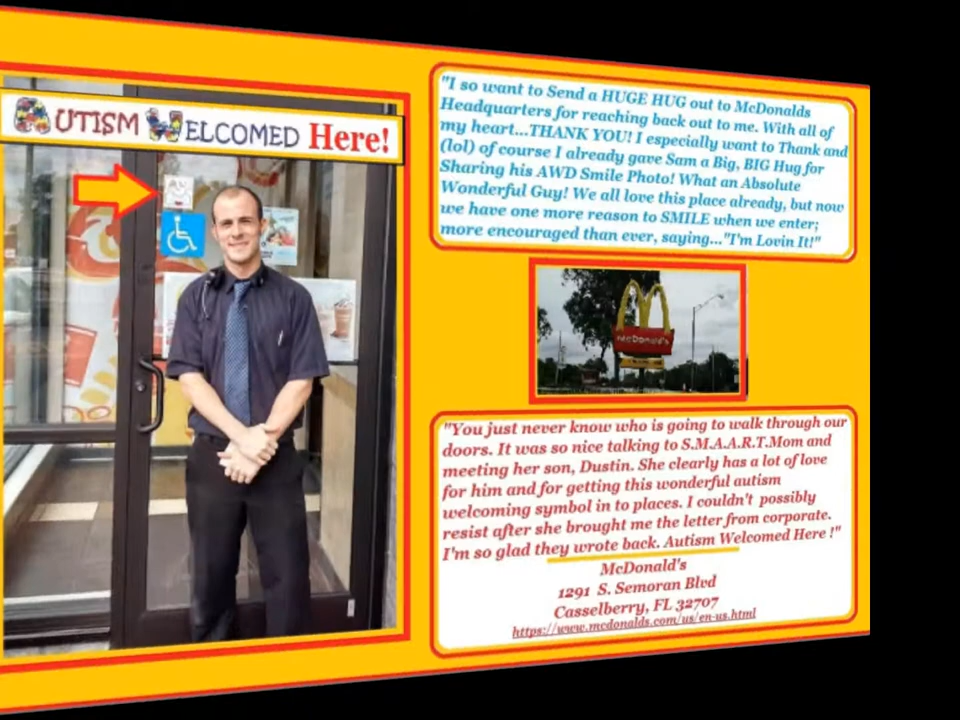 AUTISM WELCOMED Here!
"I so want to Send a HUGE HUG out to McDonalds
Headquarters for reaching back out to me. With all of
my heart...THANK YOU! I especially want to Thank and
(lol) of course I already gave Sam a Big, BIG Hug for
Sharing his AWD Smile Photo! What an Absolute
Wonderful Guy! We all love this place already, but now
we have one more reason to SMILE when we enter;
more encouraged than ever, saying..."I'm Lovin It!"
McDonald's
"You just never know who is going to walk through our
doors. It was so nice talking to S.M.A.A.R.T.Mom and
meeting her son, Dustin. She clearly has a lot of love
for him and for getting this wonderful autism
welcoming symbol in to places. I couldn't possibly
resist after she brought me the letter from corporate.
I'm so glad they wrote back. Autism Welcomed Here !"
McDonald's
1291 S. Semoran Blvd
Casselberry, FL 32707
https://www.mcdonalds.com/us/en-us.html